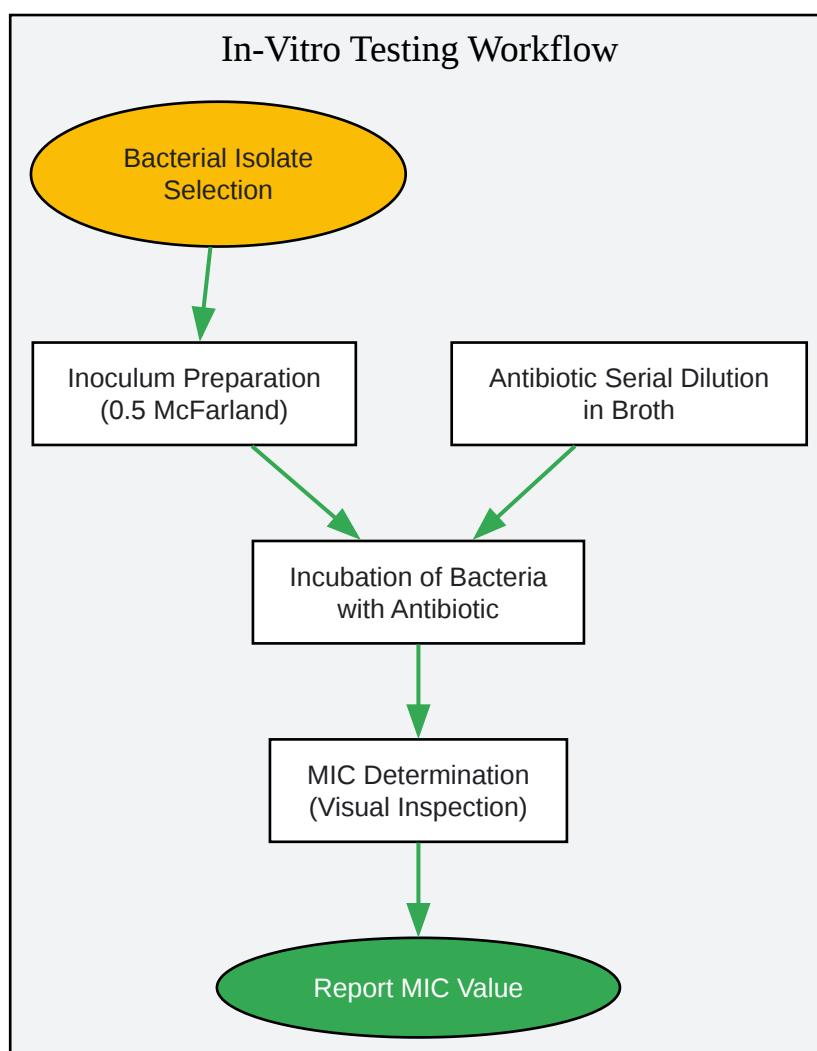 In-Vitro Testing Workflow
Bacterial Isolate
Selection
Inoculum Preparation
(0.5 McFarland)
Antibiotic Serial Dilution
in Broth
Incubation of Bacteria
with Antibiotic
MIC Determination
(Visual Inspection)
Report MIC Value